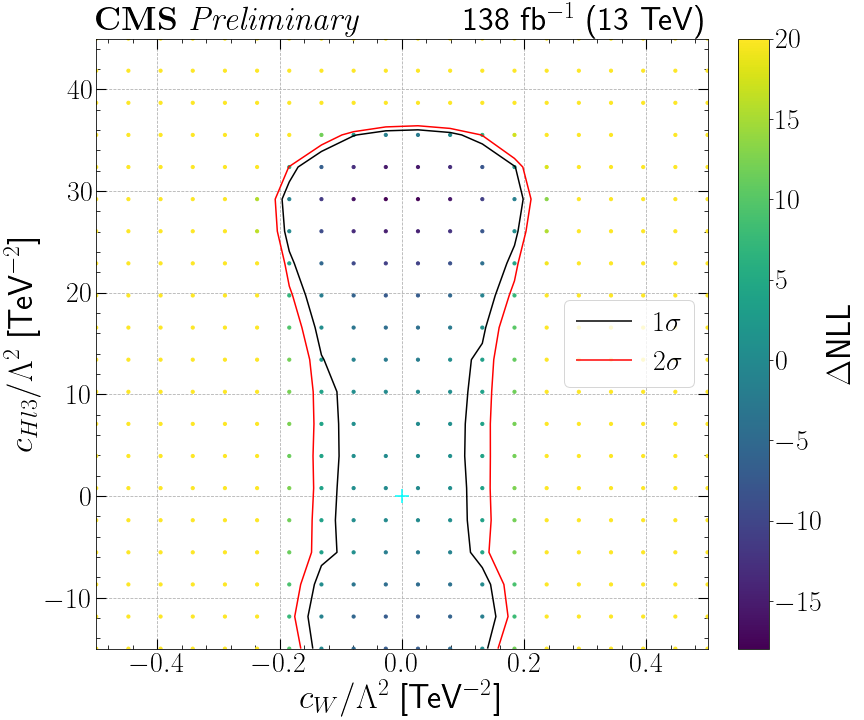 CMS Preliminary 138 fb⁻¹ (13 TeV)
40
30
20
10
0
−10
c_{Hl3}/Λ² [TeV⁻²]
−0.4 −0.2 0.0 0.2 0.4
c_W/Λ² [TeV⁻²]
1σ
2σ
20
15
10
5
0
−5
−10
−15
ΔNLL